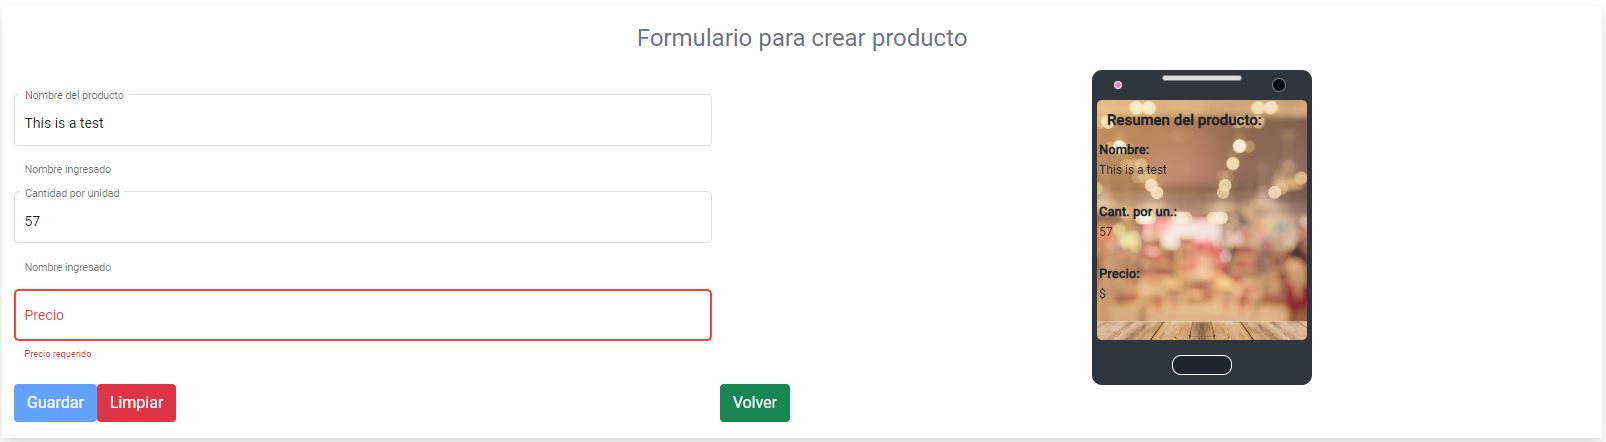 Formulario para crear producto
Nombre del producto
This is a test
Nombre ingresado
Cantidad por unidad
57
Nombre ingresado
Precio
Precio requerido
Guardar
Limpiar
Volver
Resumen del producto:
Nombre:
This is a test
Cant. por un.:
57
Precio:
$